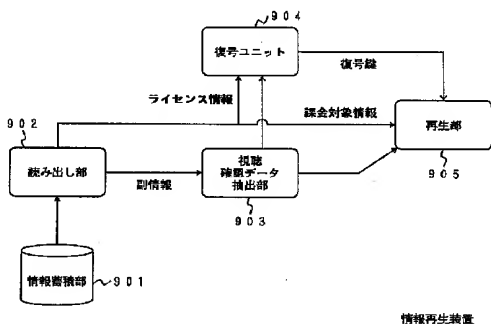 904
復号ユニット
復号鍵
ライセンス情報
課金対象情報
902
再生部
読み出し部
視聴
確認データ
抽出部
副情報
905
903
情報蓄積部
901
情報再生装置